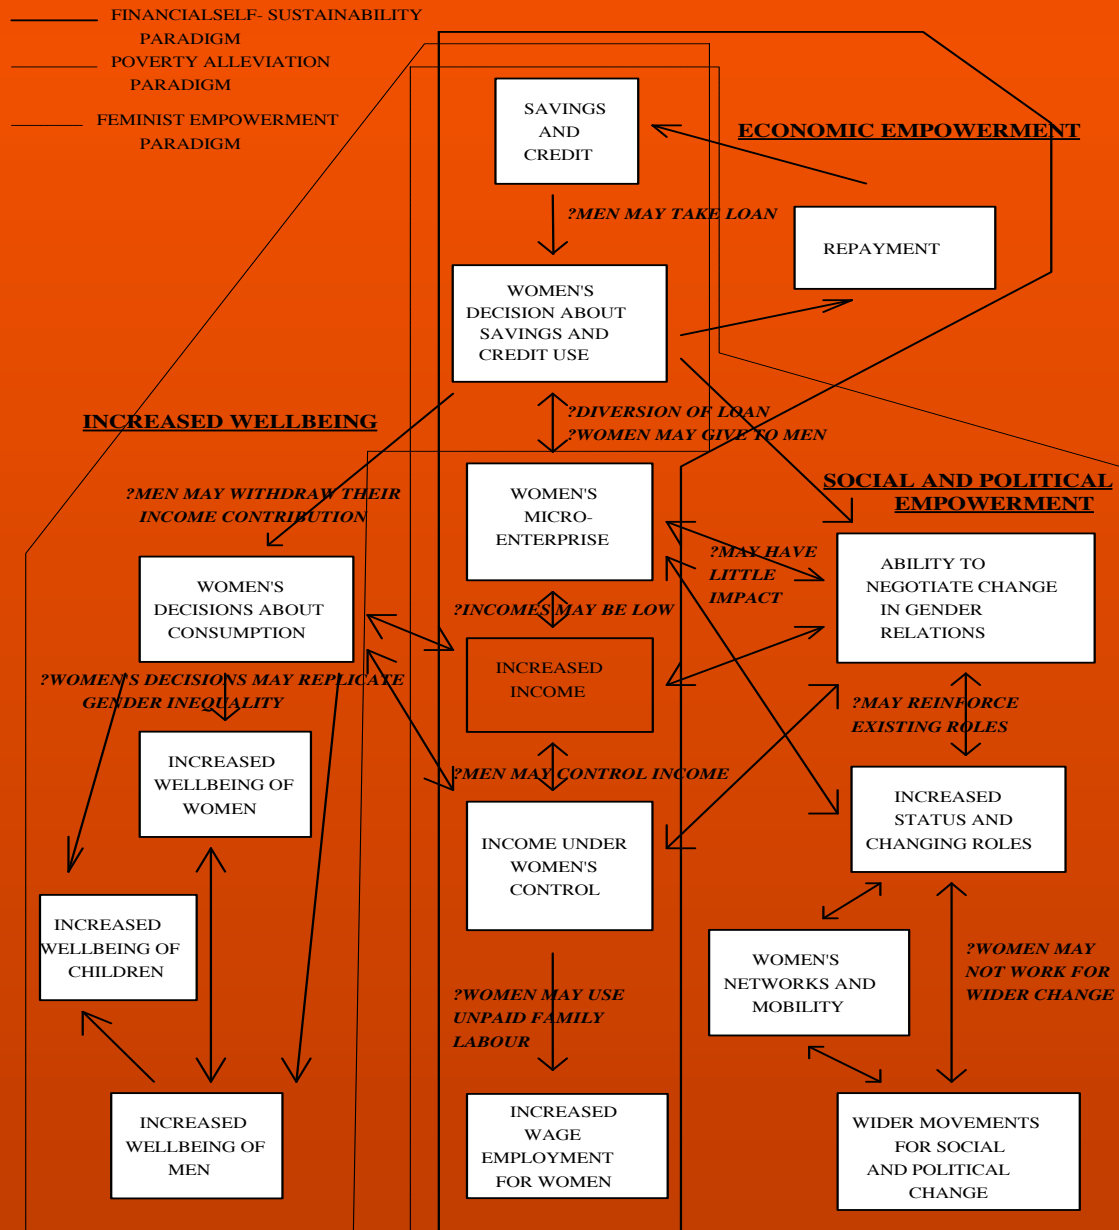 FINANCIALSELF- SUSTAINABILITY
PARADIGM
POVERTY ALLEVIATION
PARADIGM
FEMINIST EMPOWERMENT
PARADIGM
SAVINGS
AND
CREDIT
ECONOMIC EMPOWERMENT
?MEN MAY TAKE LOAN
REPAYMENT
WOMEN'S
DECISION ABOUT
SAVINGS AND
CREDIT USE
INCREASED WELLBEING
?DIVERSION OF LOAN
?WOMEN MAY GIVE TO MEN
?MEN MAY WITHDRAW THEIR
INCOME CONTRIBUTION
WOMEN'S
MICRO-
ENTERPRISE
SOCIAL AND POLITICAL
EMPOWERMENT
?MAY HAVE
LITTLE
IMPACT
ABILITY TO
NEGOTIATE CHANGE
IN GENDER
RELATIONS
WOMEN'S
DECISIONS ABOUT
CONSUMPTION
?INCOMES MAY BE LOW
INCREASED
INCOME
?WOMEN'S DECISIONS MAY REPLICATE
GENDER INEQUALITY
?MAY REINFORCE
EXISTING ROLES
INCREASED
WELLBEING OF
WOMEN
?MEN MAY CONTROL INCOME
INCREASED
STATUS AND
CHANGING ROLES
INCOME UNDER
WOMEN'S
CONTROL
INCREASED
WELLBEING OF
CHILDREN
WOMEN'S
NETWORKS AND
MOBILITY
?WOMEN MAY
NOT WORK FOR
WIDER CHANGE
?WOMEN MAY USE
UNPAID FAMILY
LABOUR
INCREASED
WELLBEING OF
MEN
INCREASED
WAGE
EMPLOYMENT
FOR WOMEN
WIDER MOVEMENTS
FOR SOCIAL
AND POLITICAL
CHANGE